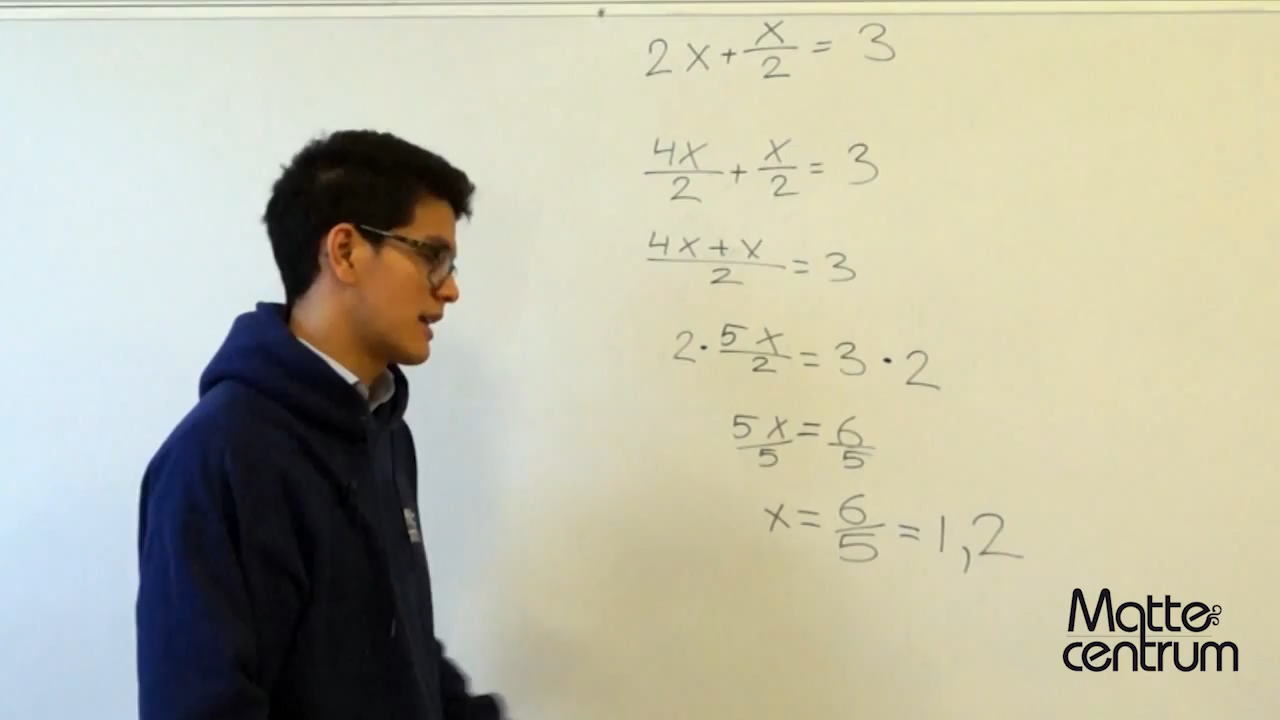 2x + x/2 = 3
4x/2 + x/2 = 3
4x + x/2 = 3
2 · 5x/2 = 3 · 2
5x/5 = 6/5
x = 6/5 = 1,2
Matte
centrum